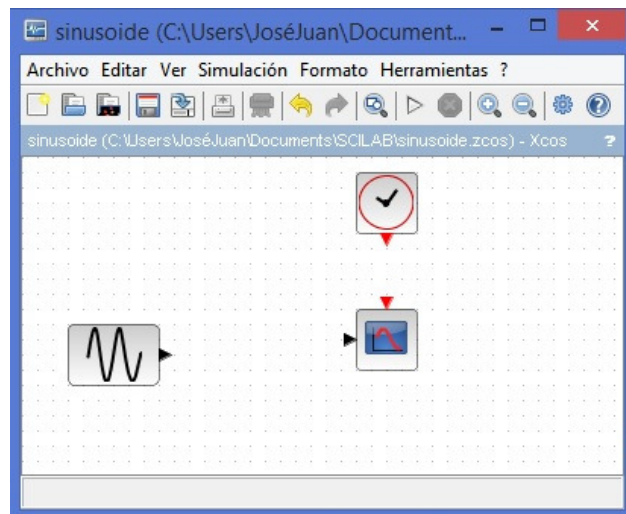 sinusoide (C:\Users\JoséJuan\Document...
Archivo Editar Ver Simulación Formato Herramientas ?
sinusoide (C:\Users\JoséJuan\Documents\SCILAB\sinusoide.zcos) - Xcos ?